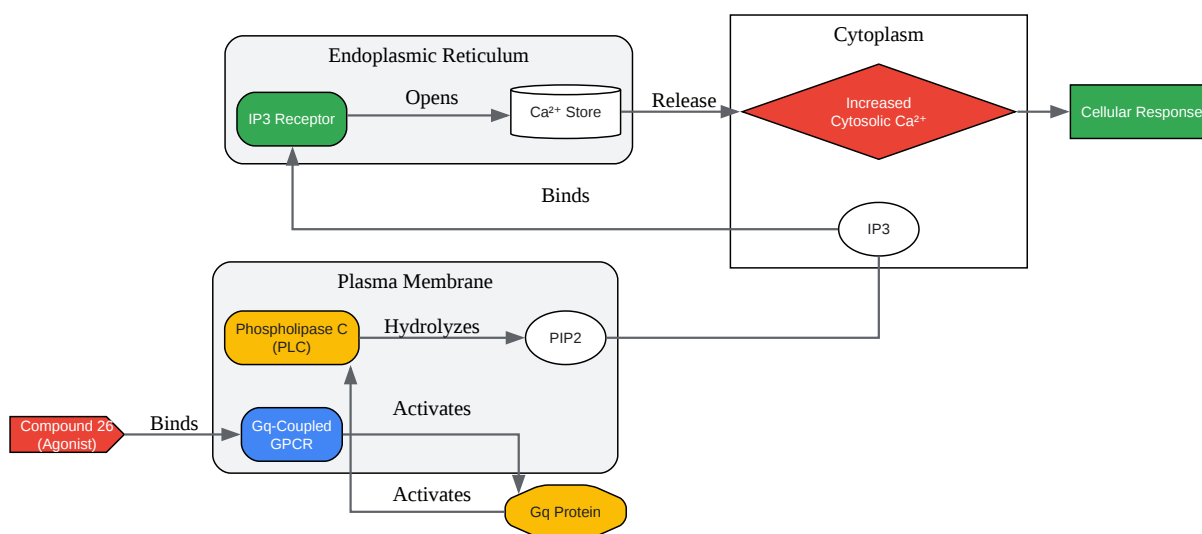 Endoplasmic Reticulum
IP3 Receptor
Opens
Ca²⁺ Store
Release
Cytoplasm
Increased
Cytosolic Ca²⁺
Cellular Response
Binds
IP3
Plasma Membrane
Phospholipase C
(PLC)
Hydrolyzes
PIP2
Compound 26
(Agonist)
Binds
Gq-Coupled
GPCR
Activates
Activates
Gq Protein